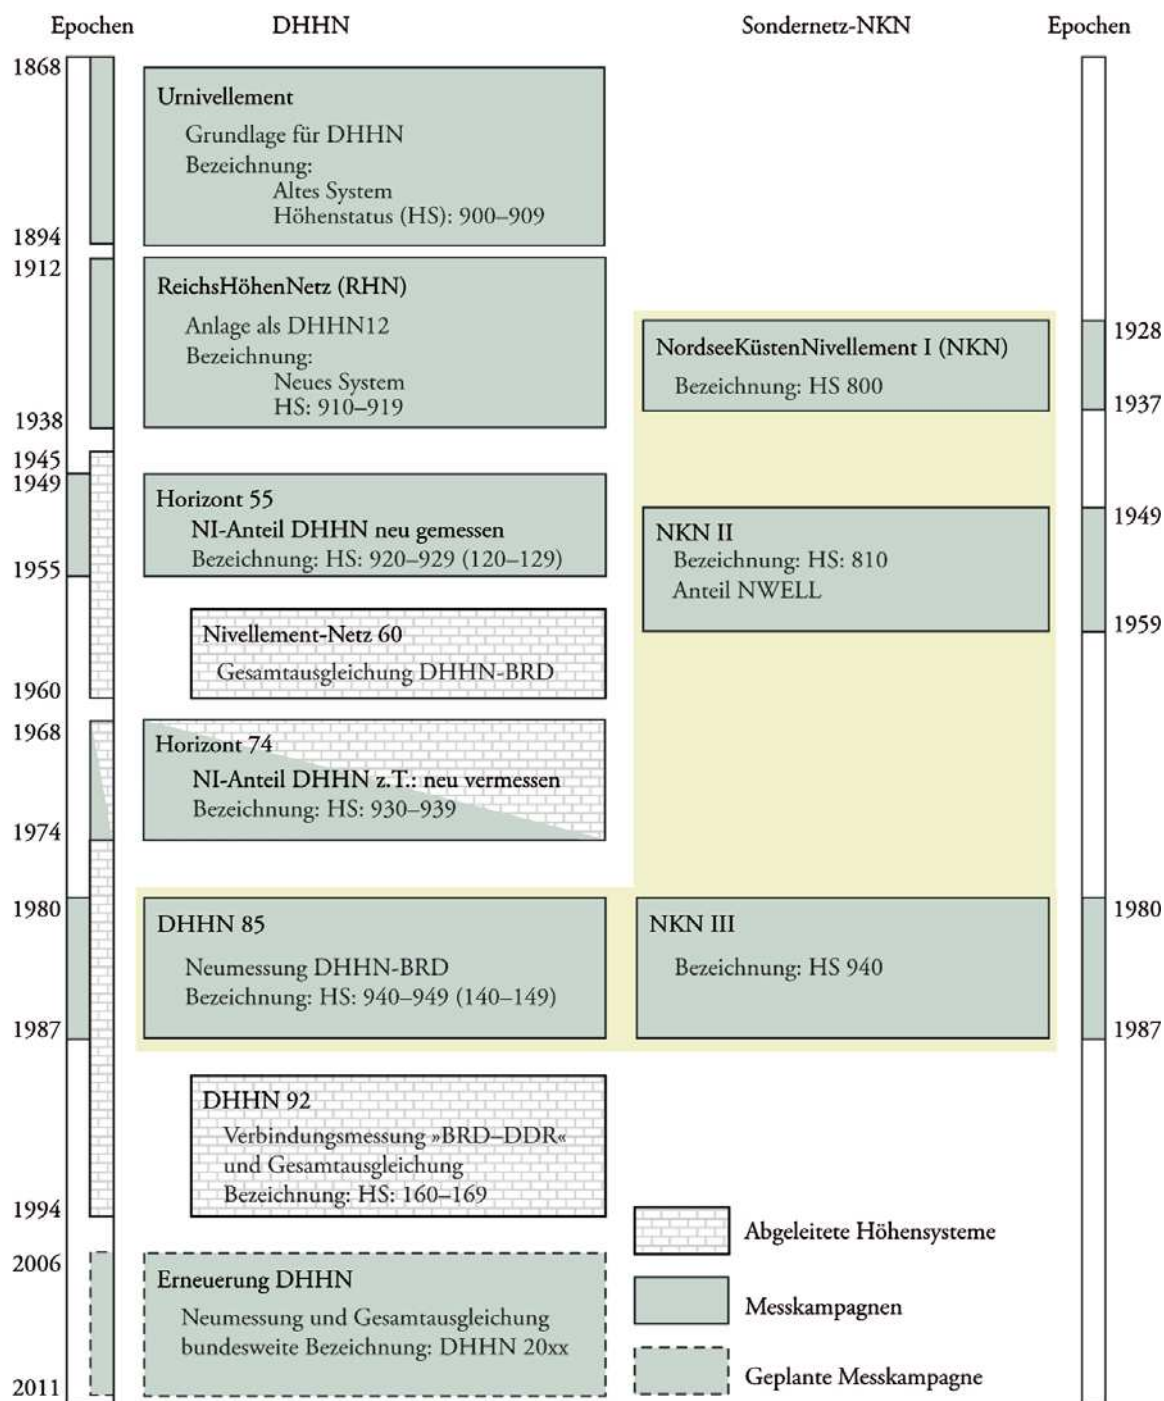 Epochen
DHHN
Sondernetz-NKN
Epochen
1868
Urnivellement
Grundlage für DHHN
Bezeichnung:
Altes System
Höhenstatus (HS): 900–909
1894
1912
ReichsHöhenNetz (RHN)
Anlage als DHHN12
Bezeichnung:
Neues System
HS: 910–919
1938
NordseeKüstenNivellement I (NKN)
Bezeichnung: HS 800
1928
1937
1945
1949
Horizont 55
NI-Anteil DHHN neu gemessen
Bezeichnung: HS: 920–929 (120–129)
1955
NKN II
Bezeichnung: HS: 810
Anteil NWELL
1949
1959
Nivellement-Netz 60
Gesamtausgleichung DHHN-BRD
1960
1968
Horizont 74
NI-Anteil DHHN z.T.: neu vermessen
Bezeichnung: HS: 930–939
1974
1980
DHHN 85
Neumessung DHHN-BRD
Bezeichnung: HS: 940–949 (140–149)
1987
NKN III
Bezeichnung: HS 940
1980
1987
DHHN 92
Verbindungsmessung »BRD–DDR«
und Gesamtausgleichung
Bezeichnung: HS: 160–169
1994
2006
Erneuerung DHHN
Neumessung und Gesamtausgleichung
bundesweite Bezeichnung: DHHN 20xx
2011
Abgeleitete Höhensysteme
Messkampagnen
Geplante Messkampagne